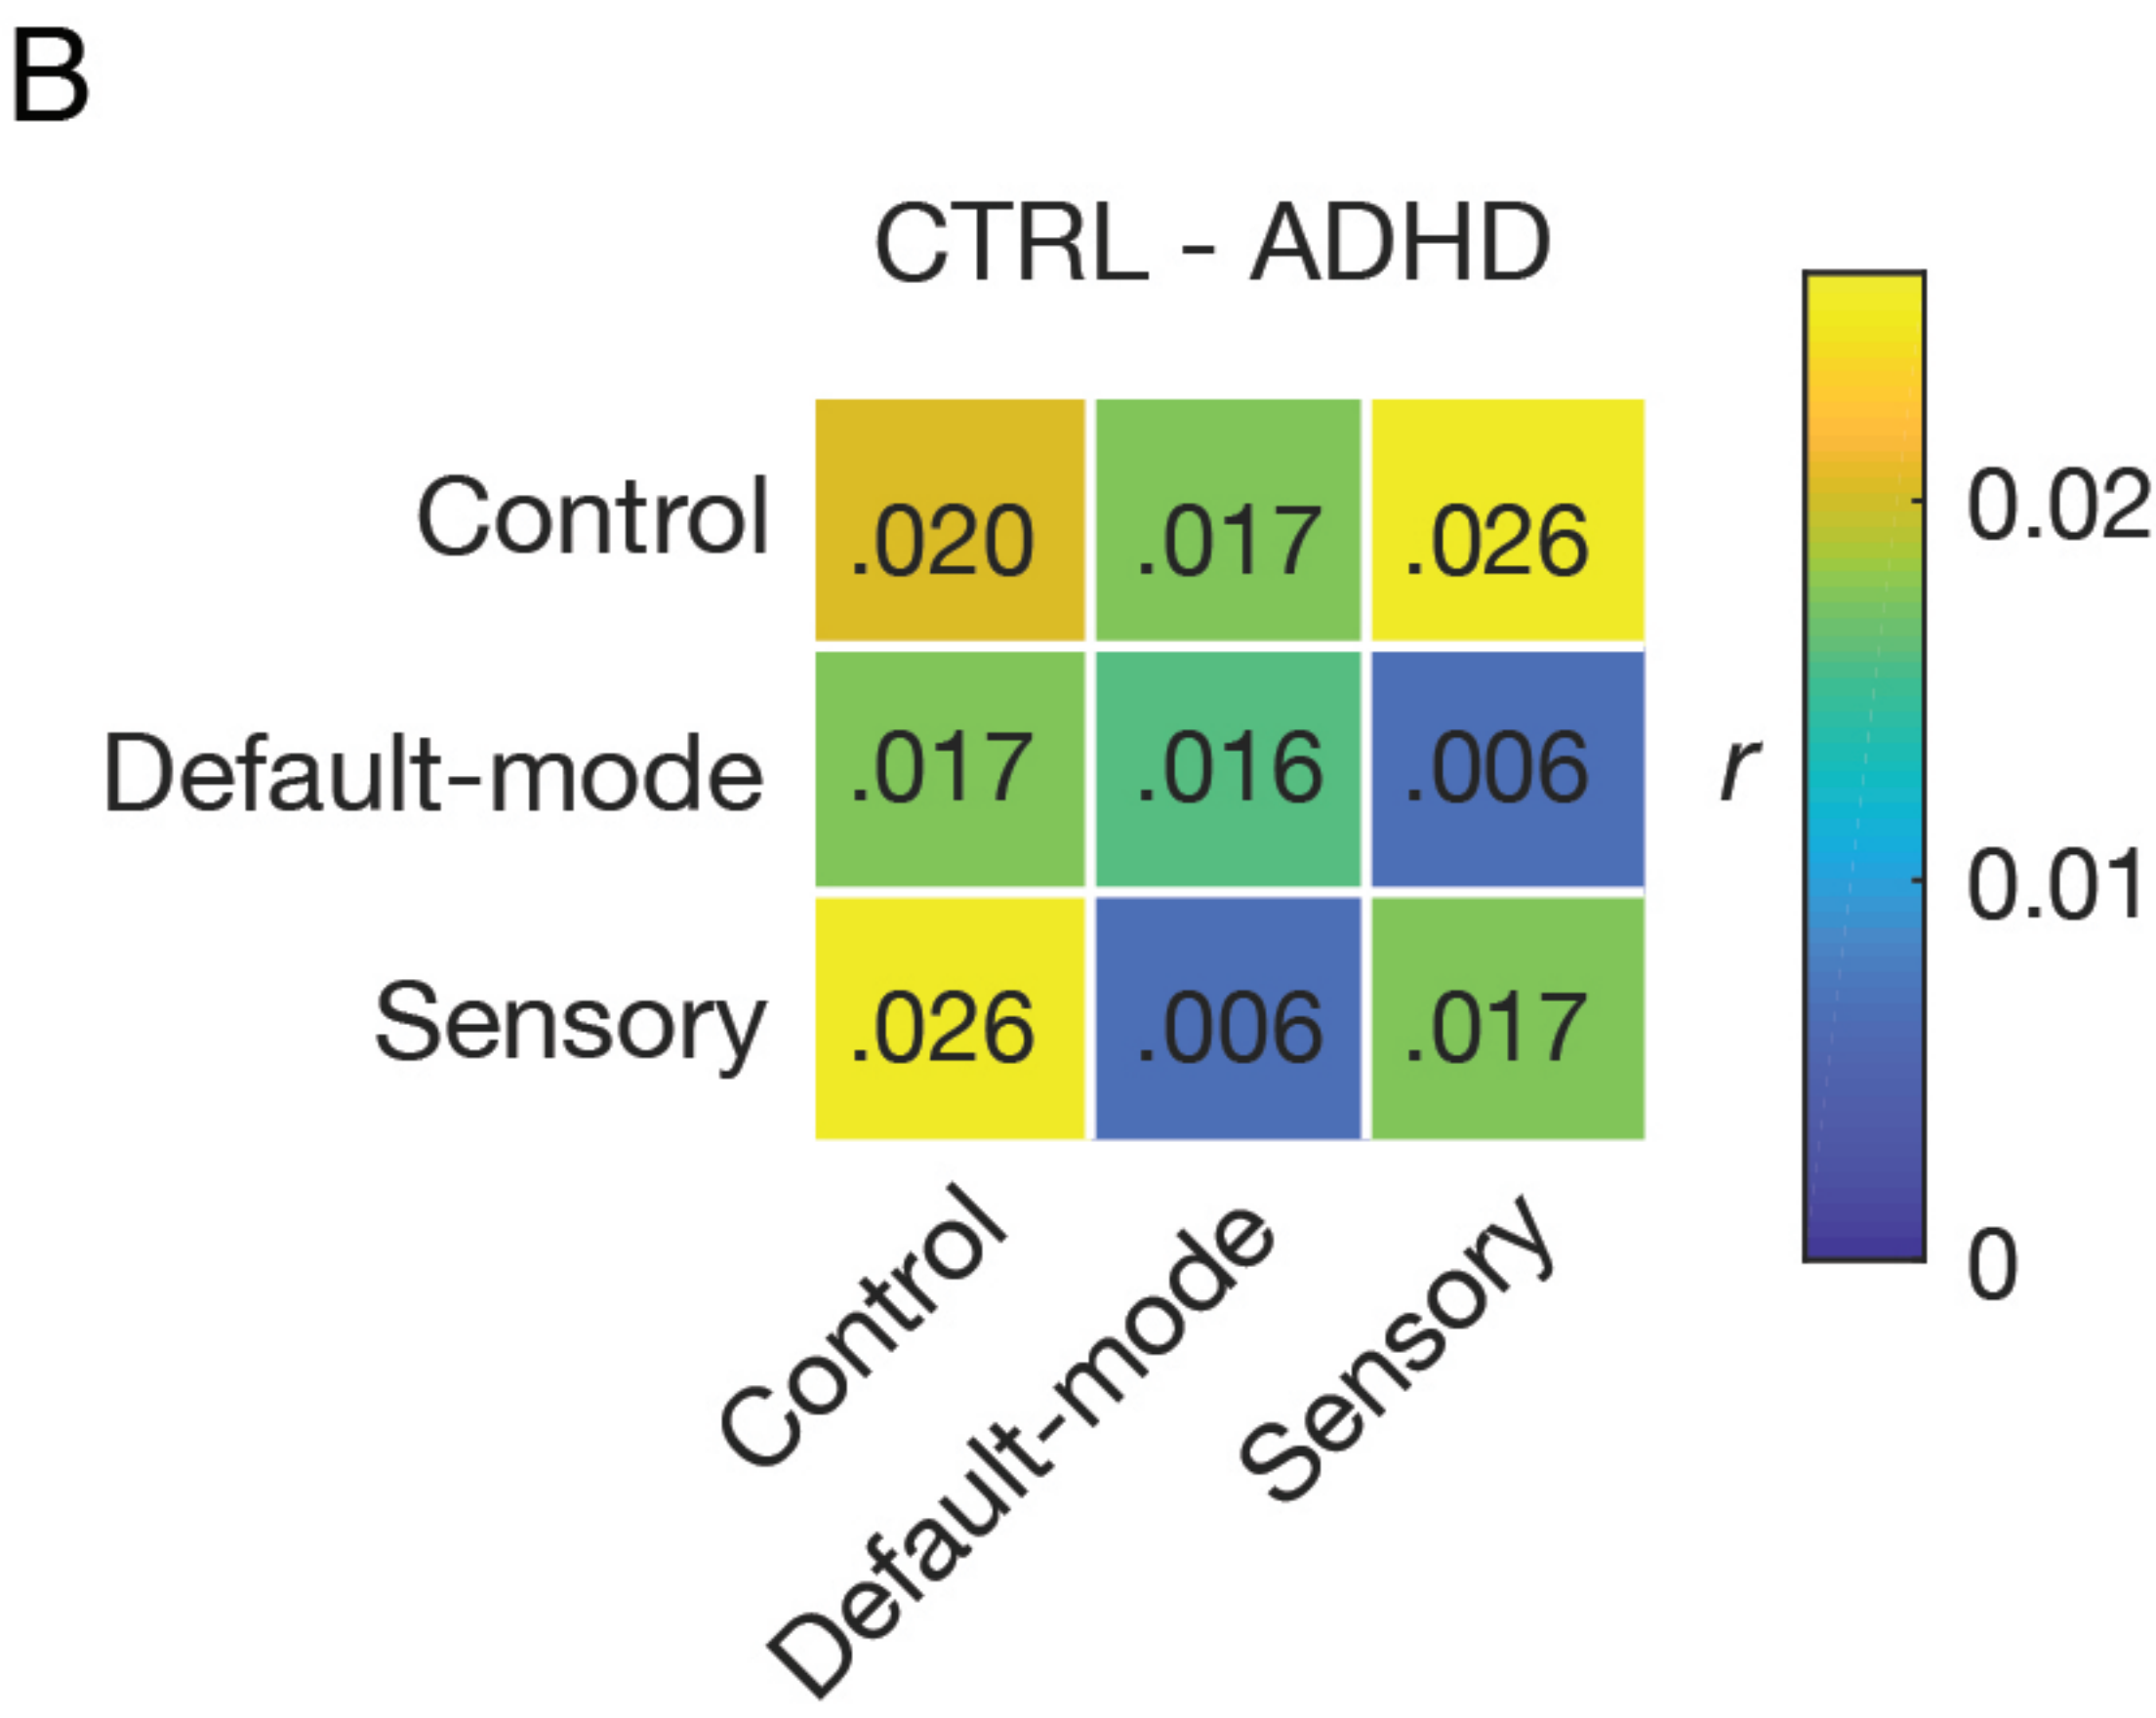 B
CTRL - ADHD
Control .020 .017 .026
Default-mode .017 .016 .006
Sensory .026 .006 .017
Control Default-mode Sensory
r
0.02
0.01
0